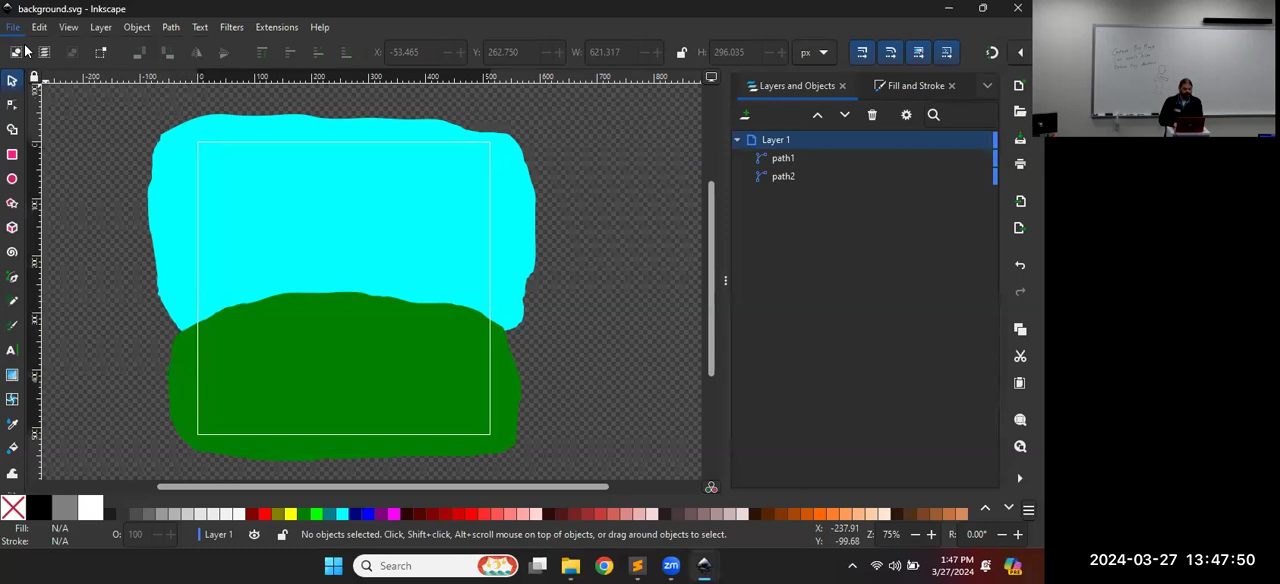 background.svg - Inkscape
File Edit View Layer Object Path Text Filters Extensions Help
X: -53.465 Y: 262.750 W: 621.317 H: 296.035 px
Layers and Objects Fill and Stroke
Layer 1
path1
path2
Fill: N/A
Stroke: N/A
O: 100
Layer 1
No objects selected. Click, Shift+click, Alt+scroll mouse on top of objects, or drag around objects to select.
X: -237.91
Y: -99.68
Z: 75%
R: 0.00°
Search
zm
1:47 PM
3/27/2024
2024-03-27 13:47:50